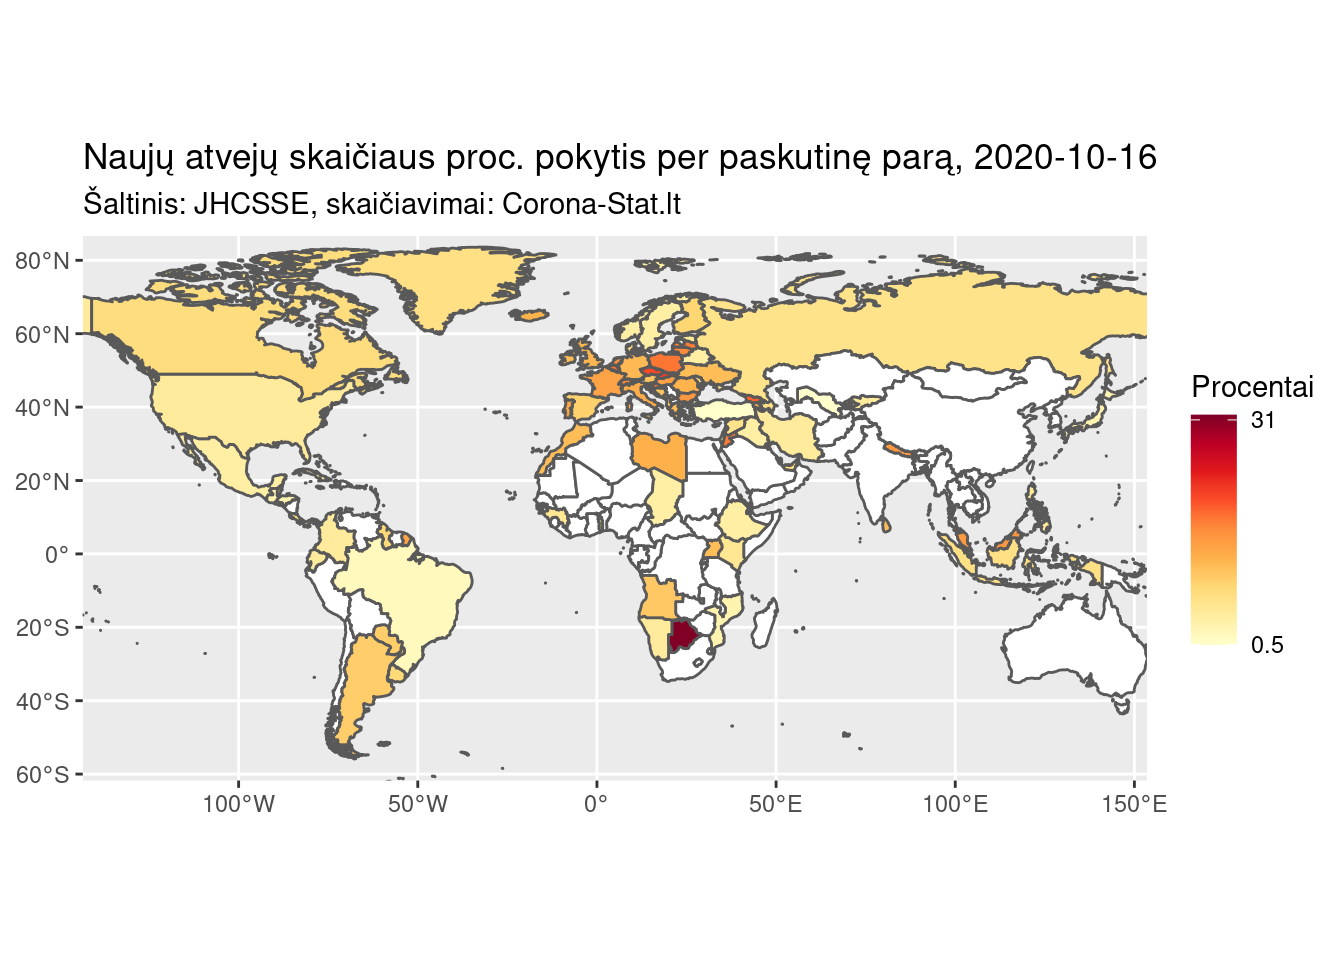 Naujų atvejų skaičiaus proc. pokytis per paskutinę parą, 2020-10-16
Šaltinis: JHCSSE, skaičiavimai: Corona-Stat.lt
80°N
60°N
40°N
20°N
0°
20°S
40°S
60°S
100°W
50°W
0°
50°E
100°E
150°E
Procentai
31
0.5